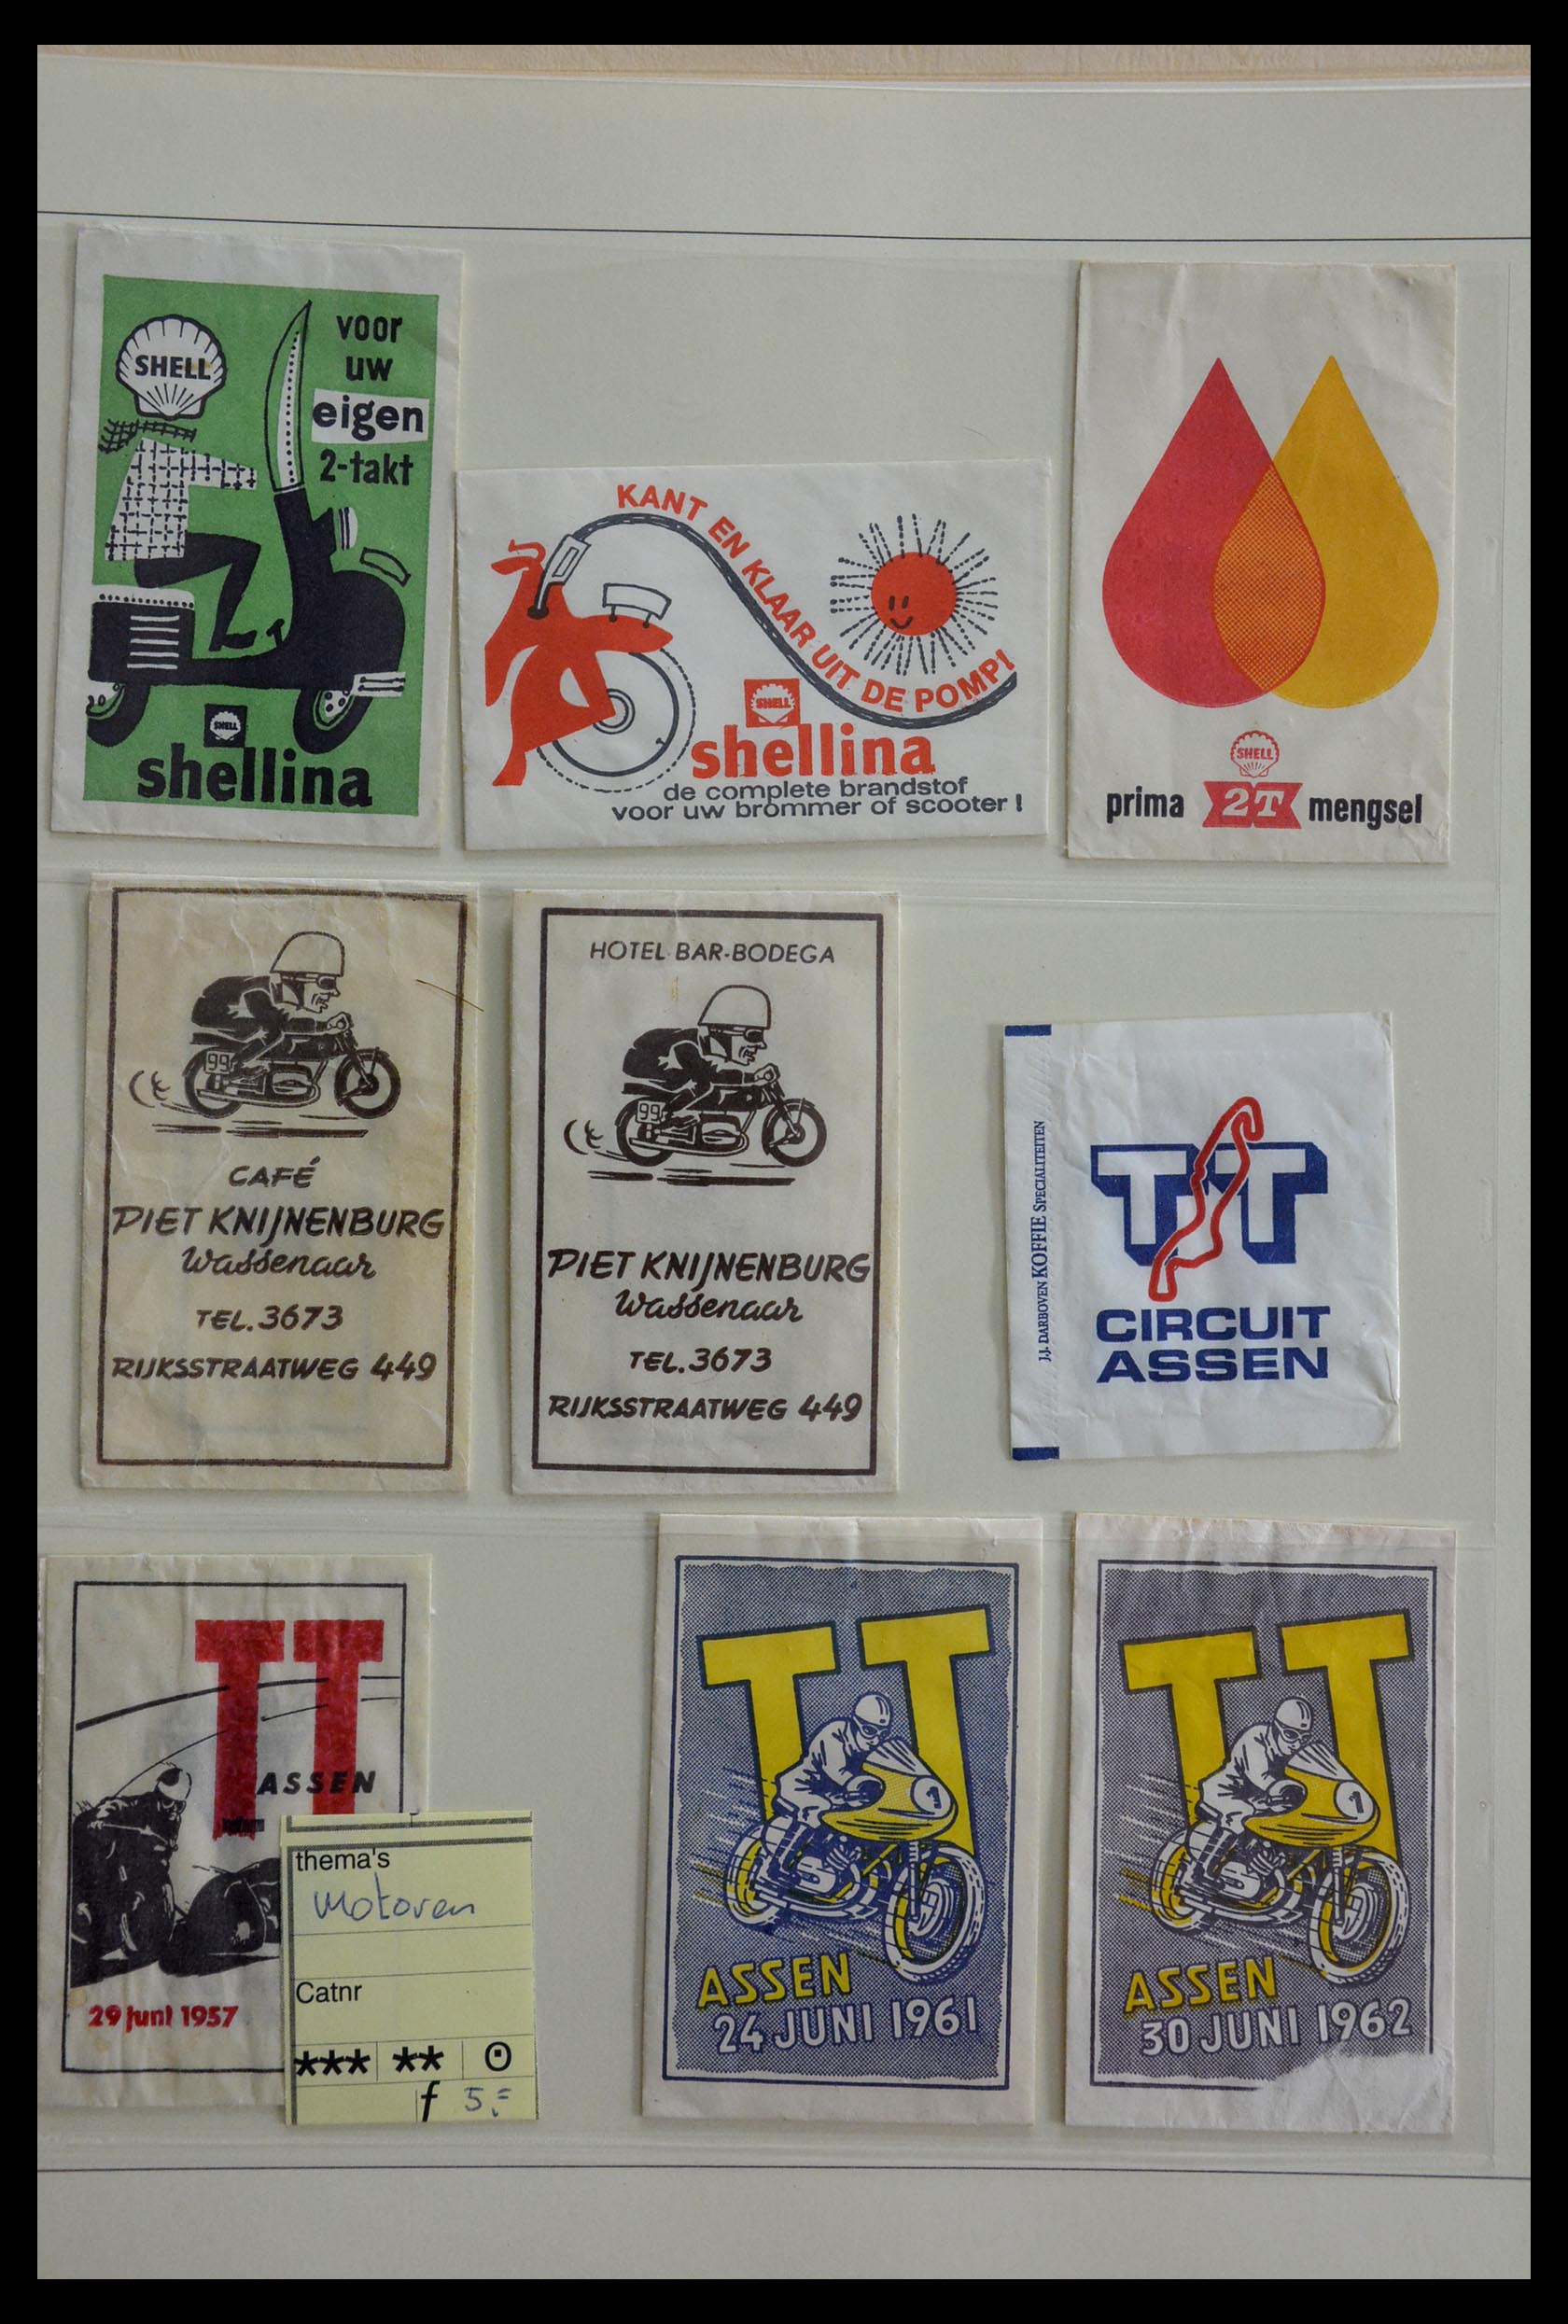 SHELL
voor
uw
eigen
2-takt
SHELL
shellina
KANT EN KLAAR UIT DE POMP!
SHELL
shellina
de complete brandstof
voor uw brommer of scooter !
SHELL
prima 2T mengsel
99
CAFÉ
PIET KNIJNENBURG
Wassenaar
TEL. 3673
RIJKSSTRAATWEG 449
HOTEL BAR-BODEGA
99
PIET KNIJNENBURG
Wassenaar
TEL. 3673
RIJKSSTRAATWEG 449
J.J. DARBOVEN KOFFIE SPECIALITEITEN
TT
CIRCUIT
ASSEN
TT
ASSEN
29 juni 1957
thema's
Motoren
Catnr
*** ** ⊙
f 5,=
TT
1
ASSEN
24 JUNI 1961
TT
1
ASSEN
30 JUNI 1962